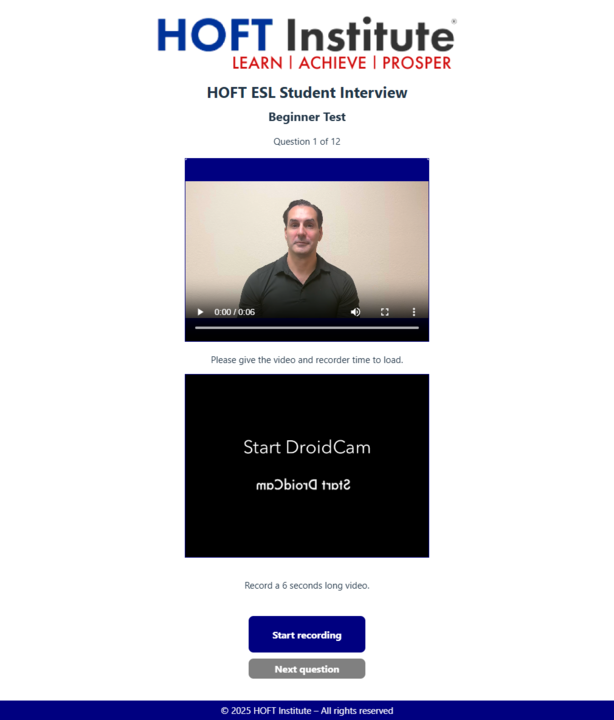 HOFT Institute®
LEARN | ACHIEVE | PROSPER
HOFT ESL Student Interview
Beginner Test
Question 1 of 12
0:00 / 0:06
Please give the video and recorder time to load.
Start DroidCam
Start DroidCam
Record a 6 seconds long video.
Start recording
Next question
© 2025 HOFT Institute – All rights reserved